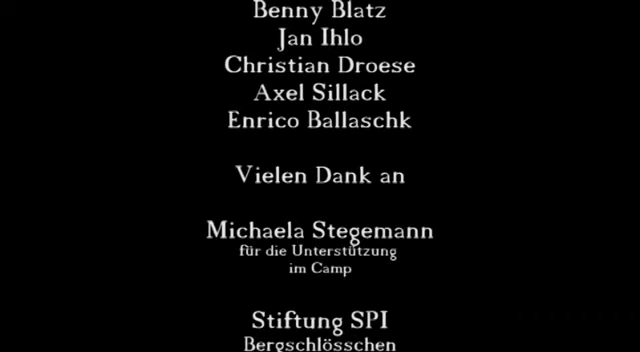 Benny Blatz
Jan Ihlo
Christian Droese
Axel Sillack
Enrico Ballaschk
Vielen Dank an
Michaela Stegemann
für die Unterstützung
im Camp
Stiftung SPI
Bergschlösschen